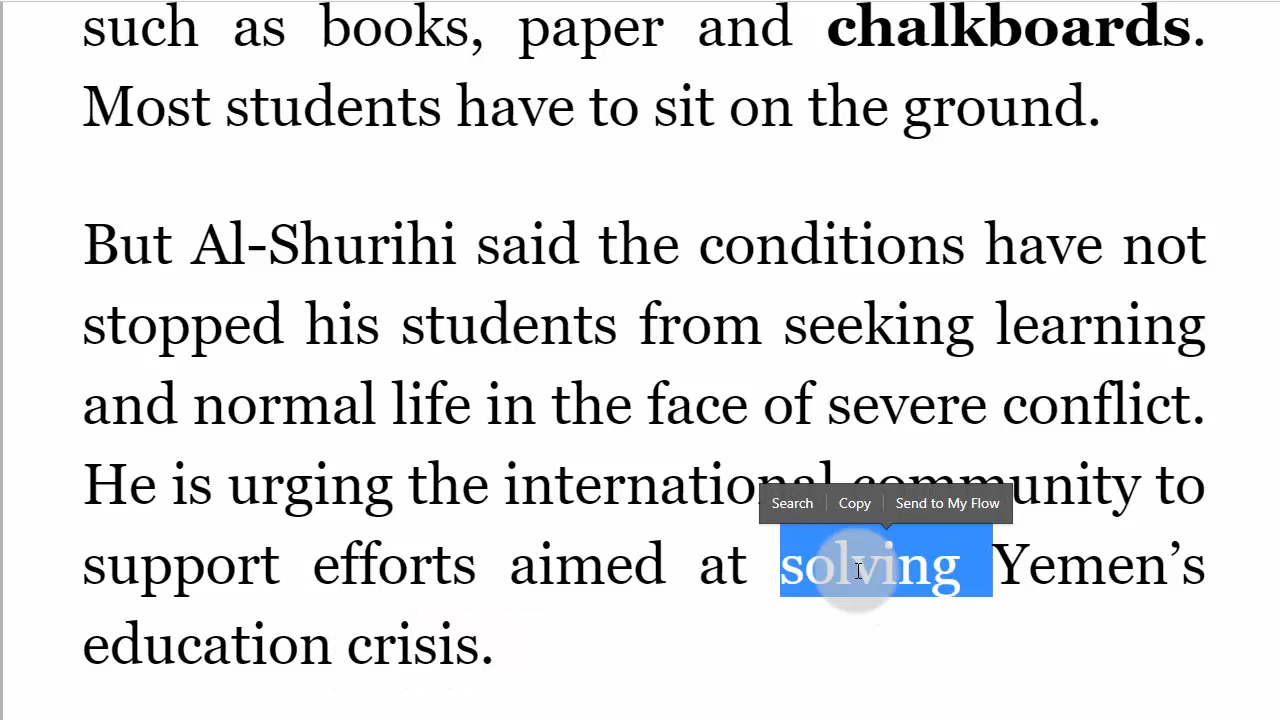 such as books, paper and chalkboards.
Most students have to sit on the ground.
But Al-Shurihi said the conditions have not
stopped his students from seeking learning
and normal life in the face of severe conflict.
He is urging the international community to
Search Copy Send to My Flow
support efforts aimed at solving Yemen’s
education crisis.